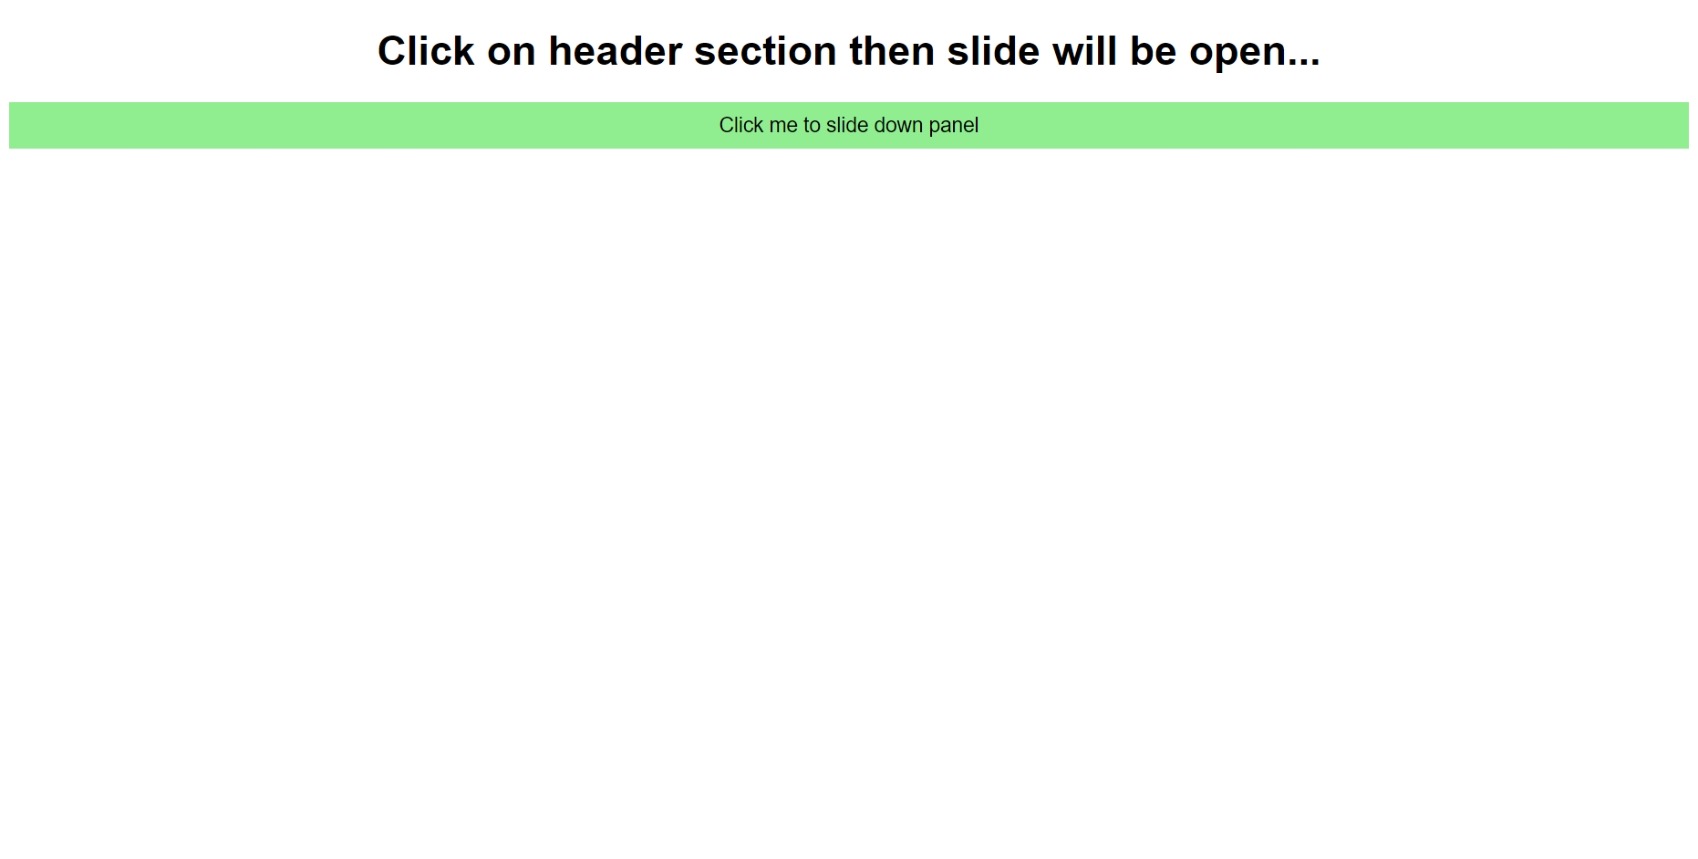 Click on header section then slide will be open...
Click me to slide down panel